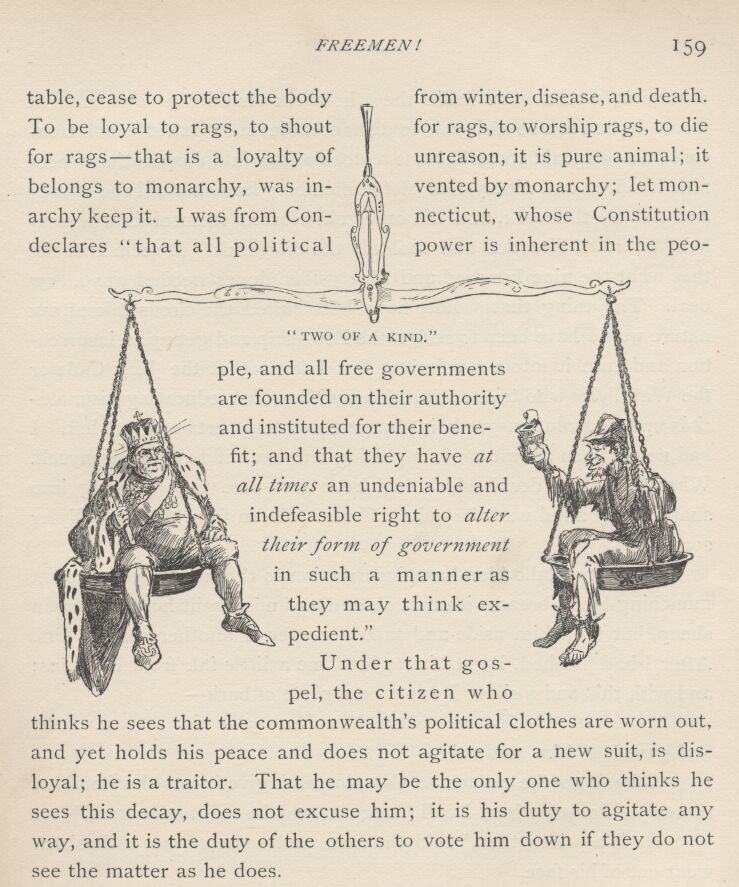 FREEMEN! 159
table, cease to protect the body from winter, disease, and death.
To be loyal to rags, to shout for rags, to worship rags, to die
for rags—that is a loyalty of unreason, it is pure animal; it
belongs to monarchy, was in- vented by monarchy; let mon-
archy keep it. I was from Con- necticut, whose Constitution
declares "that all political power is inherent in the peo-
"TWO OF A KIND."
ple, and all free governments
are founded on their authority
and instituted for their bene-
fit; and that they have at
all times an undeniable and
indefeasible right to alter
their form of government
in such a manner as
they may think ex-
pedient."
Under that gos-
pel, the citizen who
thinks he sees that the commonwealth's political clothes are worn out,
and yet holds his peace and does not agitate for a new suit, is dis-
loyal; he is a traitor. That he may be the only one who thinks he
sees this decay, does not excuse him; it is his duty to agitate any
way, and it is the duty of the others to vote him down if they do not
see the matter as he does.